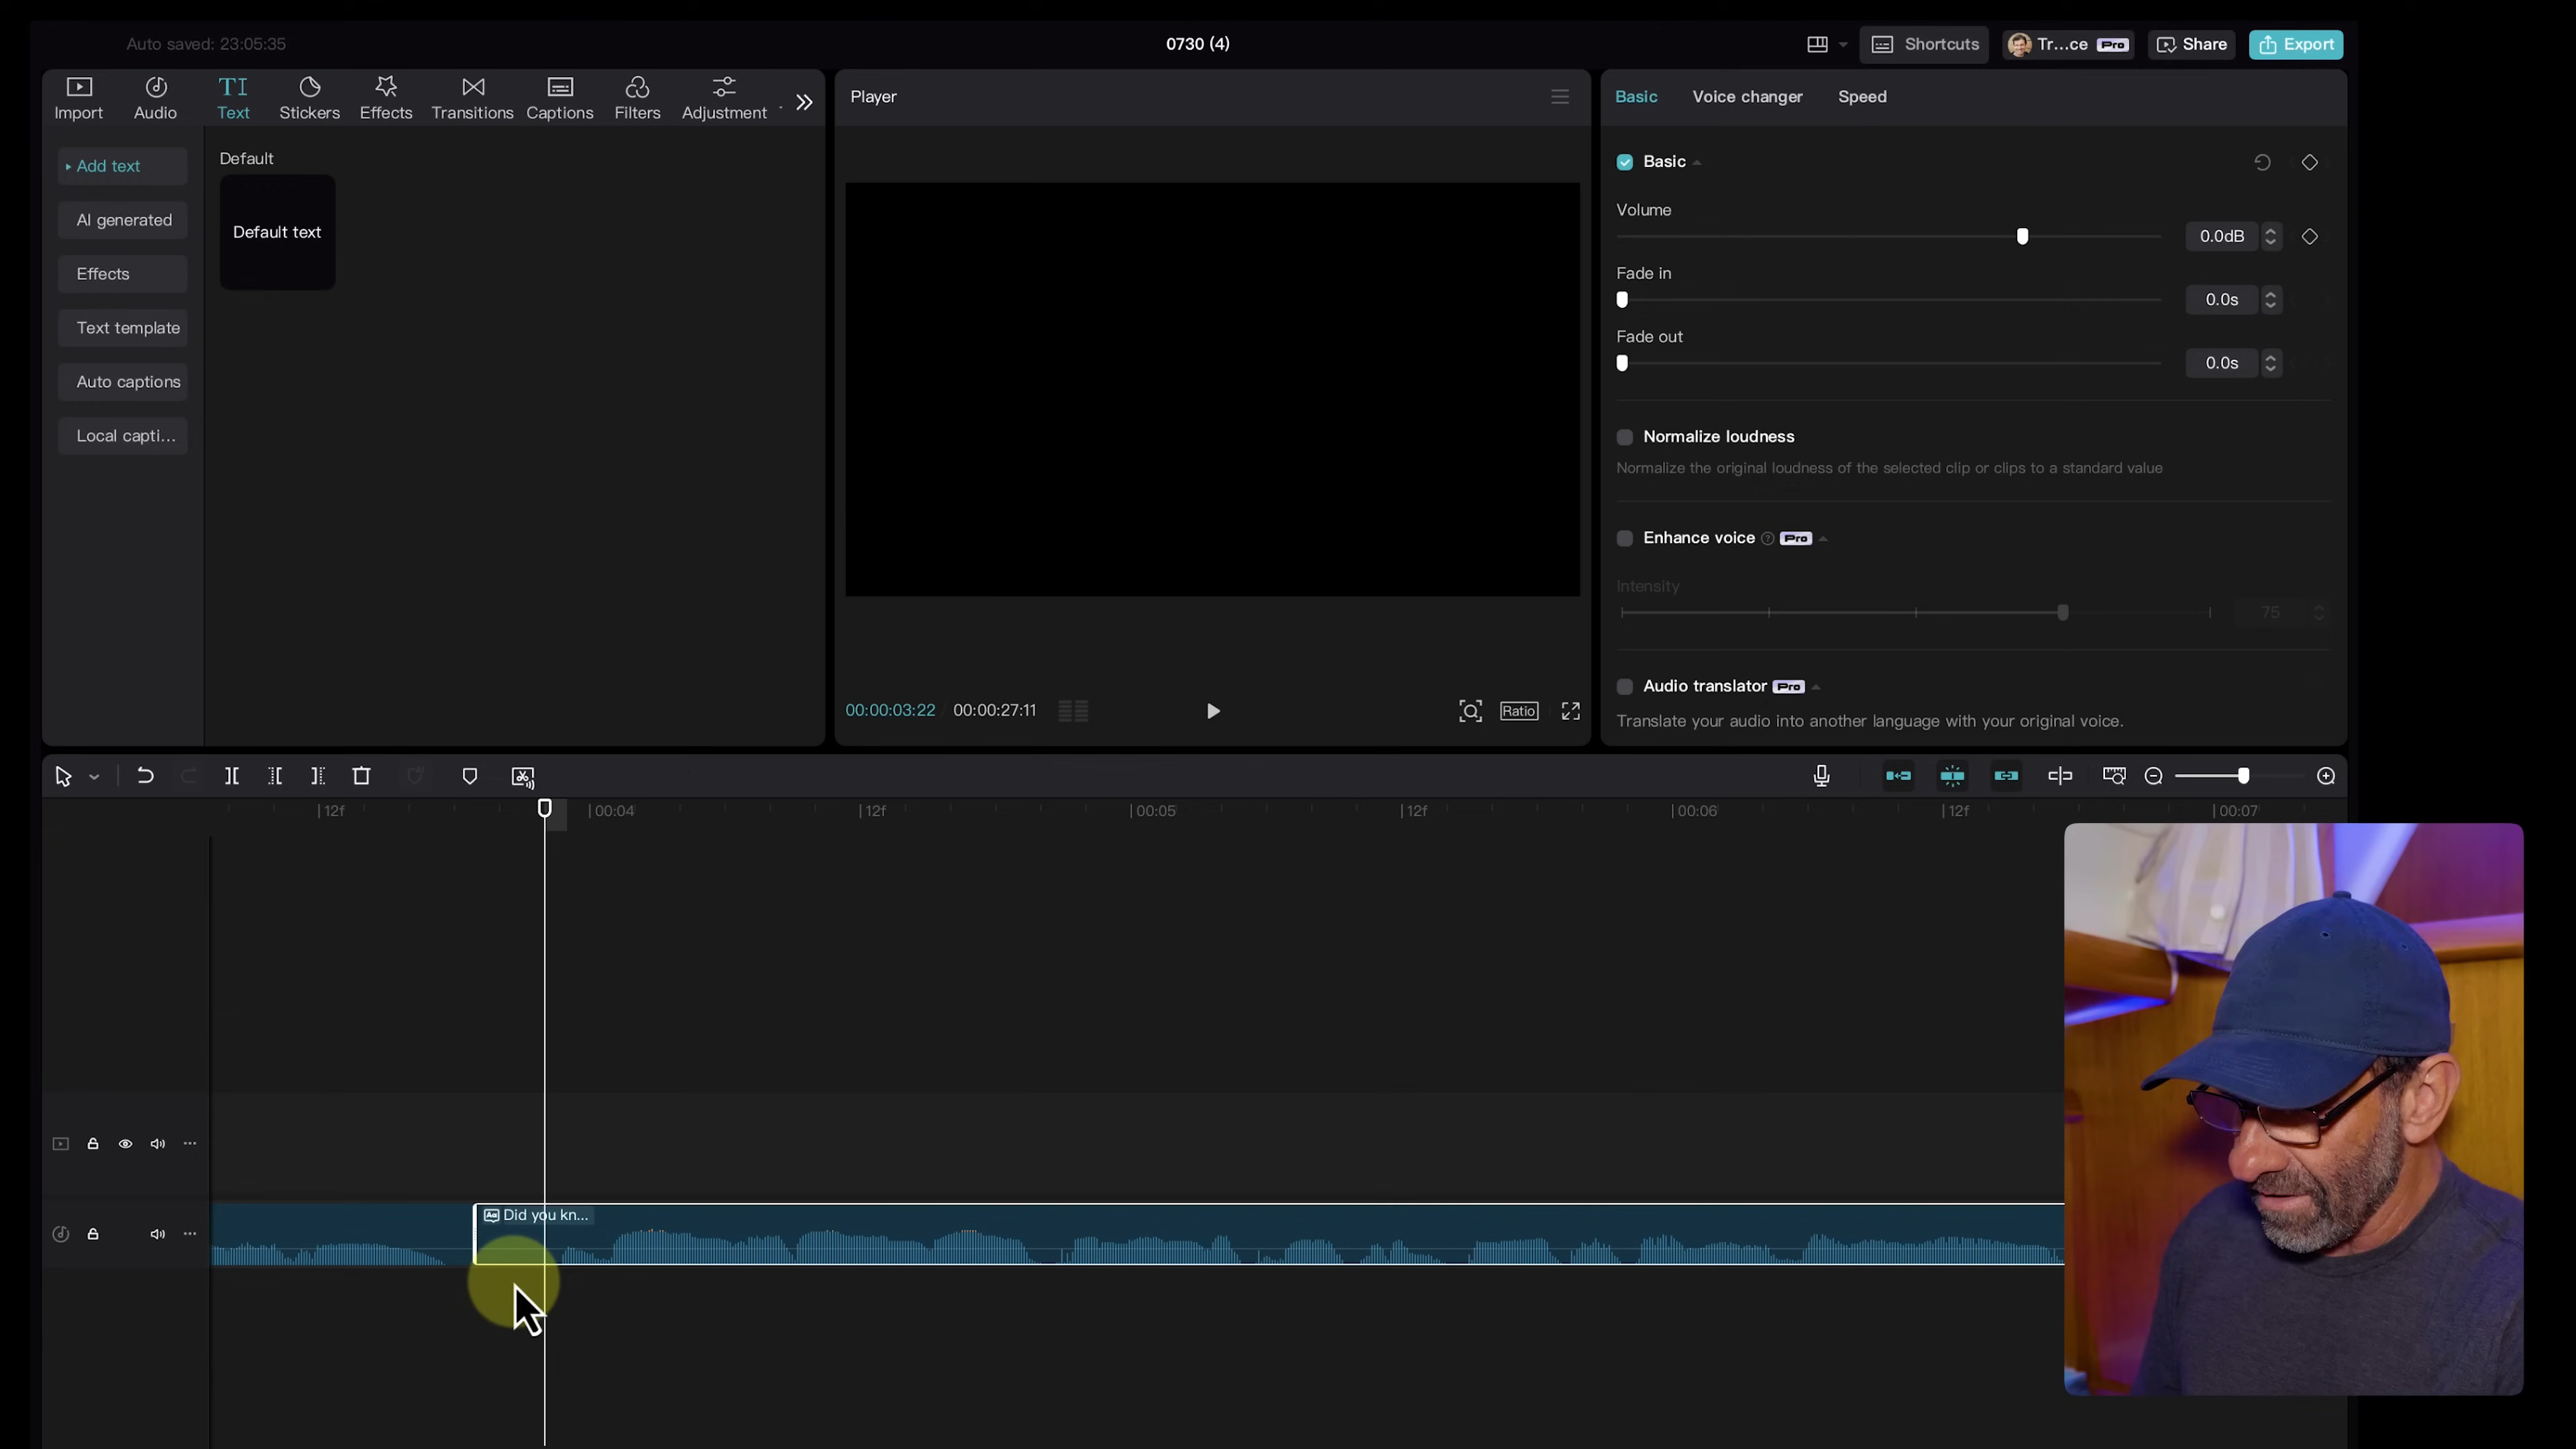 Auto saved: 23:05:35
0730 (4)
Shortcuts
Tr...ce
Pro
Share
Export
Import
Audio
Text
Stickers
Effects
Transitions
Captions
Filters
Adjustment
Player
Basic
Voice changer
Speed
Add text
AI generated
Effects
Text template
Auto captions
Local capti...
Default
Default text
Basic
Volume
0.0dB
Fade in
0.0s
Fade out
0.0s
Normalize loudness
Normalize the original loudness of the selected clip or clips to a standard value
Enhance voice Pro
Intensity
75
Audio translator Pro
Translate your audio into another language with your original voice.
00:00:03:22
00:00:27:11
Ratio
12f
00:04
12f
00:05
12f
00:06
12f
00:07
Did you kn...